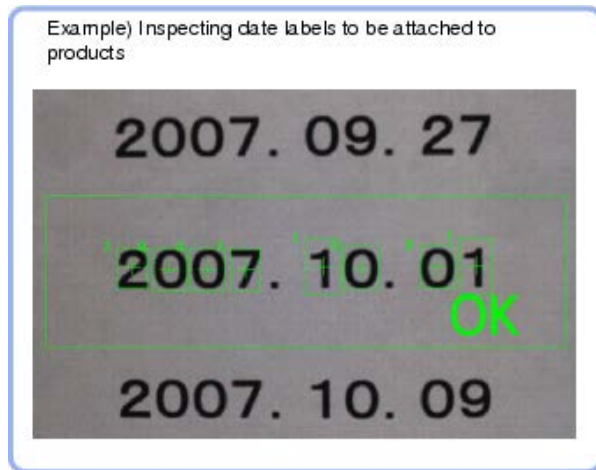 Example) Inspecting date labels to be attached to
products
2007. 09. 27
2007. 10. 01
OK
2007. 10. 09